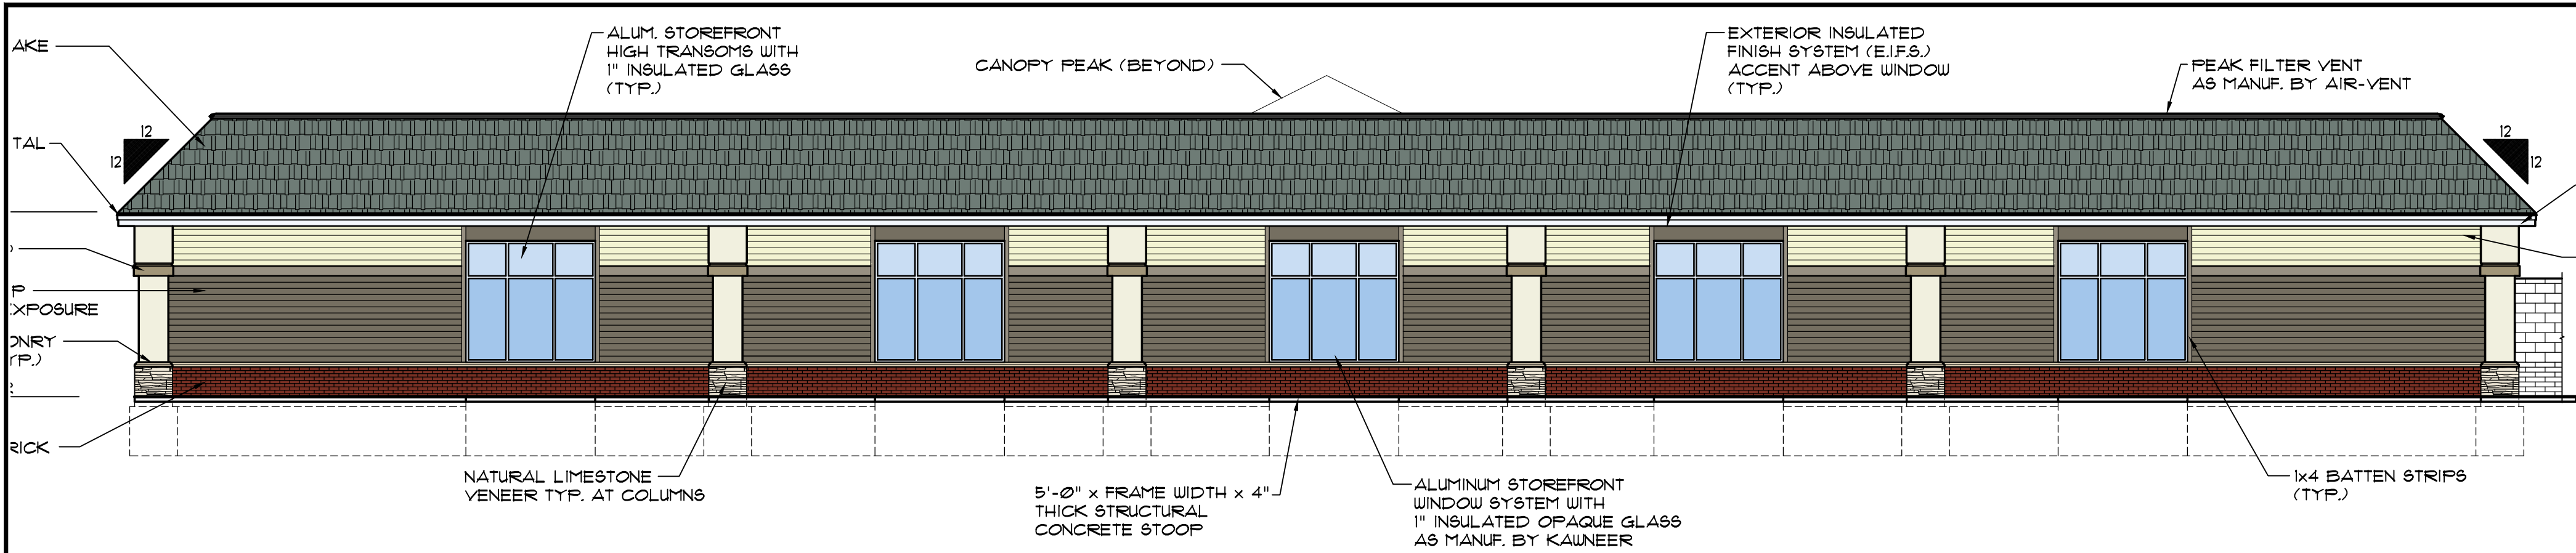 AKE
ALUM. STOREFRONT
HIGH TRANSOMS WITH
1" INSULATED GLASS
(TYP.)
CANOPY PEAK (BEYOND)
EXTERIOR INSULATED
FINISH SYSTEM (E.I.F.S.)
ACCENT ABOVE WINDOW
(TYP.)
PEAK FILTER VENT
AS MANUF. BY AIR-VENT
12
12
TAL
12
12
P
EXPOSURE
ONRY
YP.)
RICK
NATURAL LIMESTONE
VENEER TYP. AT COLUMNS
5'-0" x FRAME WIDTH x 4"
THICK STRUCTURAL
CONCRETE STOOP
ALUMINUM STOREFRONT
WINDOW SYSTEM WITH
1" INSULATED OPAQUE GLASS
AS MANUF. BY KAWNEER
1x4 BATTEN STRIPS
(TYP.)